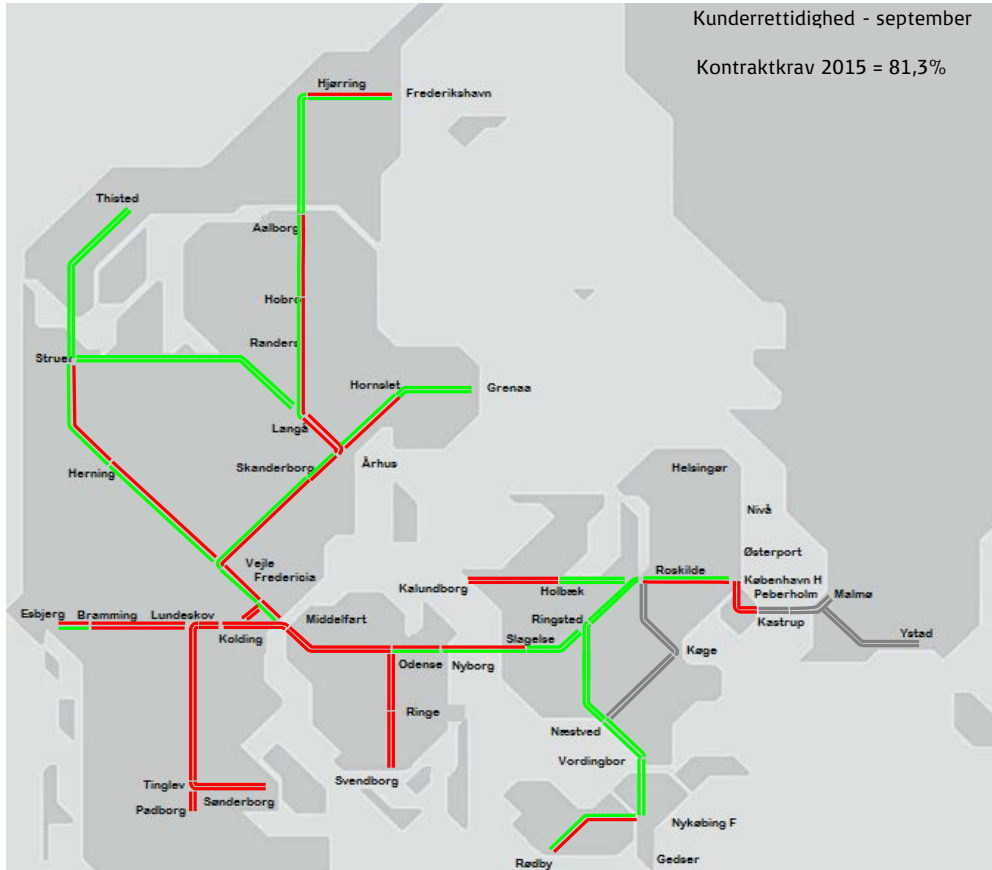 Kunderrettidighed - september
Kontraktkrav 2015 = 81,3%
Hjørring
Frederikshavn
Thisted
Aalborg
Hobro
Randers
Struer
Hornslet
Grenaa
Langå
Århus
Skanderborg
Herning
Helsingør
Nivå
Østerport
Vejle
Fredericia
Roskilde
København H
Kalundborg
Holbæk
Peberholm
Malmø
Esbjerg
Bramming
Lundeskov
Middelfart
Ringsted
Kastrup
Kolding
Slagelse
Ystad
Odense
Nyborg
Køge
Ringe
Næstved
Vordingbor
Svendborg
Tinglev
Sønderborg
Padborg
Nykøbing F
Rødby
Gedser